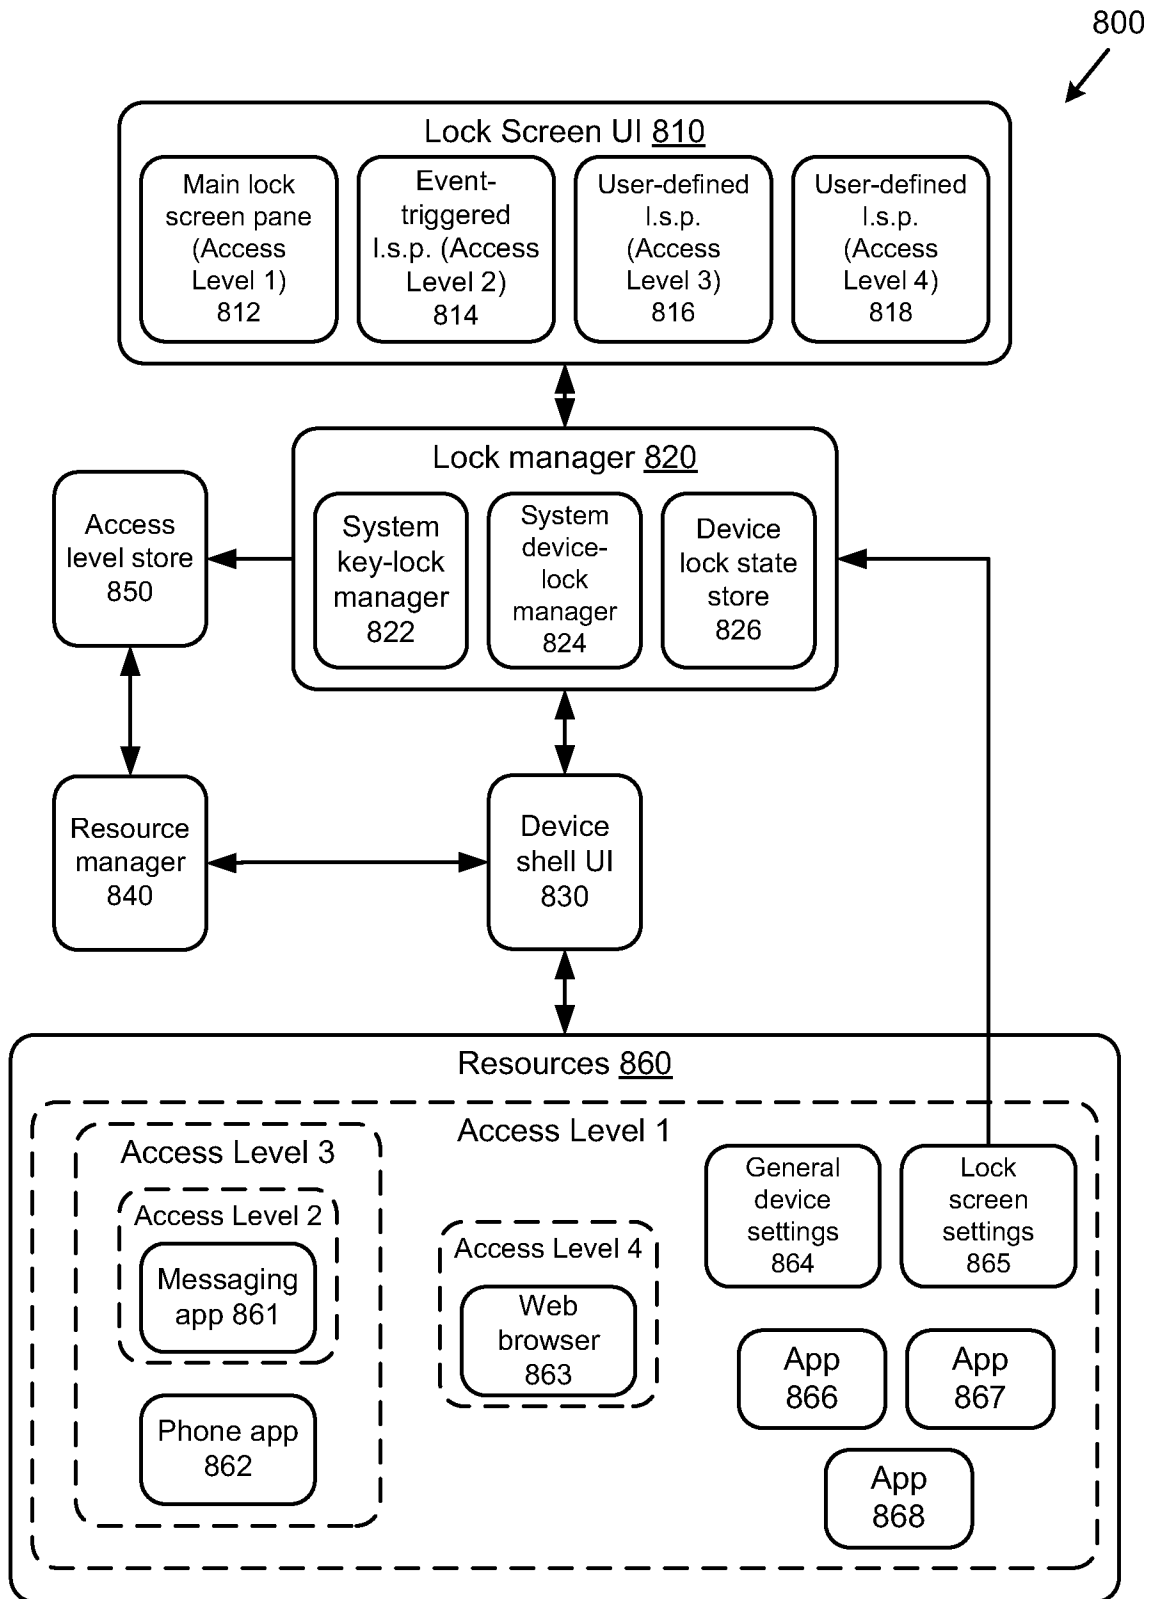 800
Lock Screen UI 810
Main lock
screen pane
(Access
Level 1)
812
Event-
triggered
l.s.p. (Access
Level 2)
814
User-defined
l.s.p.
(Access
Level 3)
816
User-defined
l.s.p.
(Access
Level 4)
818
Lock manager 820
Access
level store
850
System
key-lock
manager
822
System
device-
lock
manager
824
Device
lock state
store
826
Resource
manager
840
Device
shell UI
830
Resources 860
Access Level 1
Access Level 3
Access Level 2
Messaging
app 861
Phone app
862
Access Level 4
Web
browser
863
General
device
settings
864
Lock
screen
settings
865
App
866
App
867
App
868